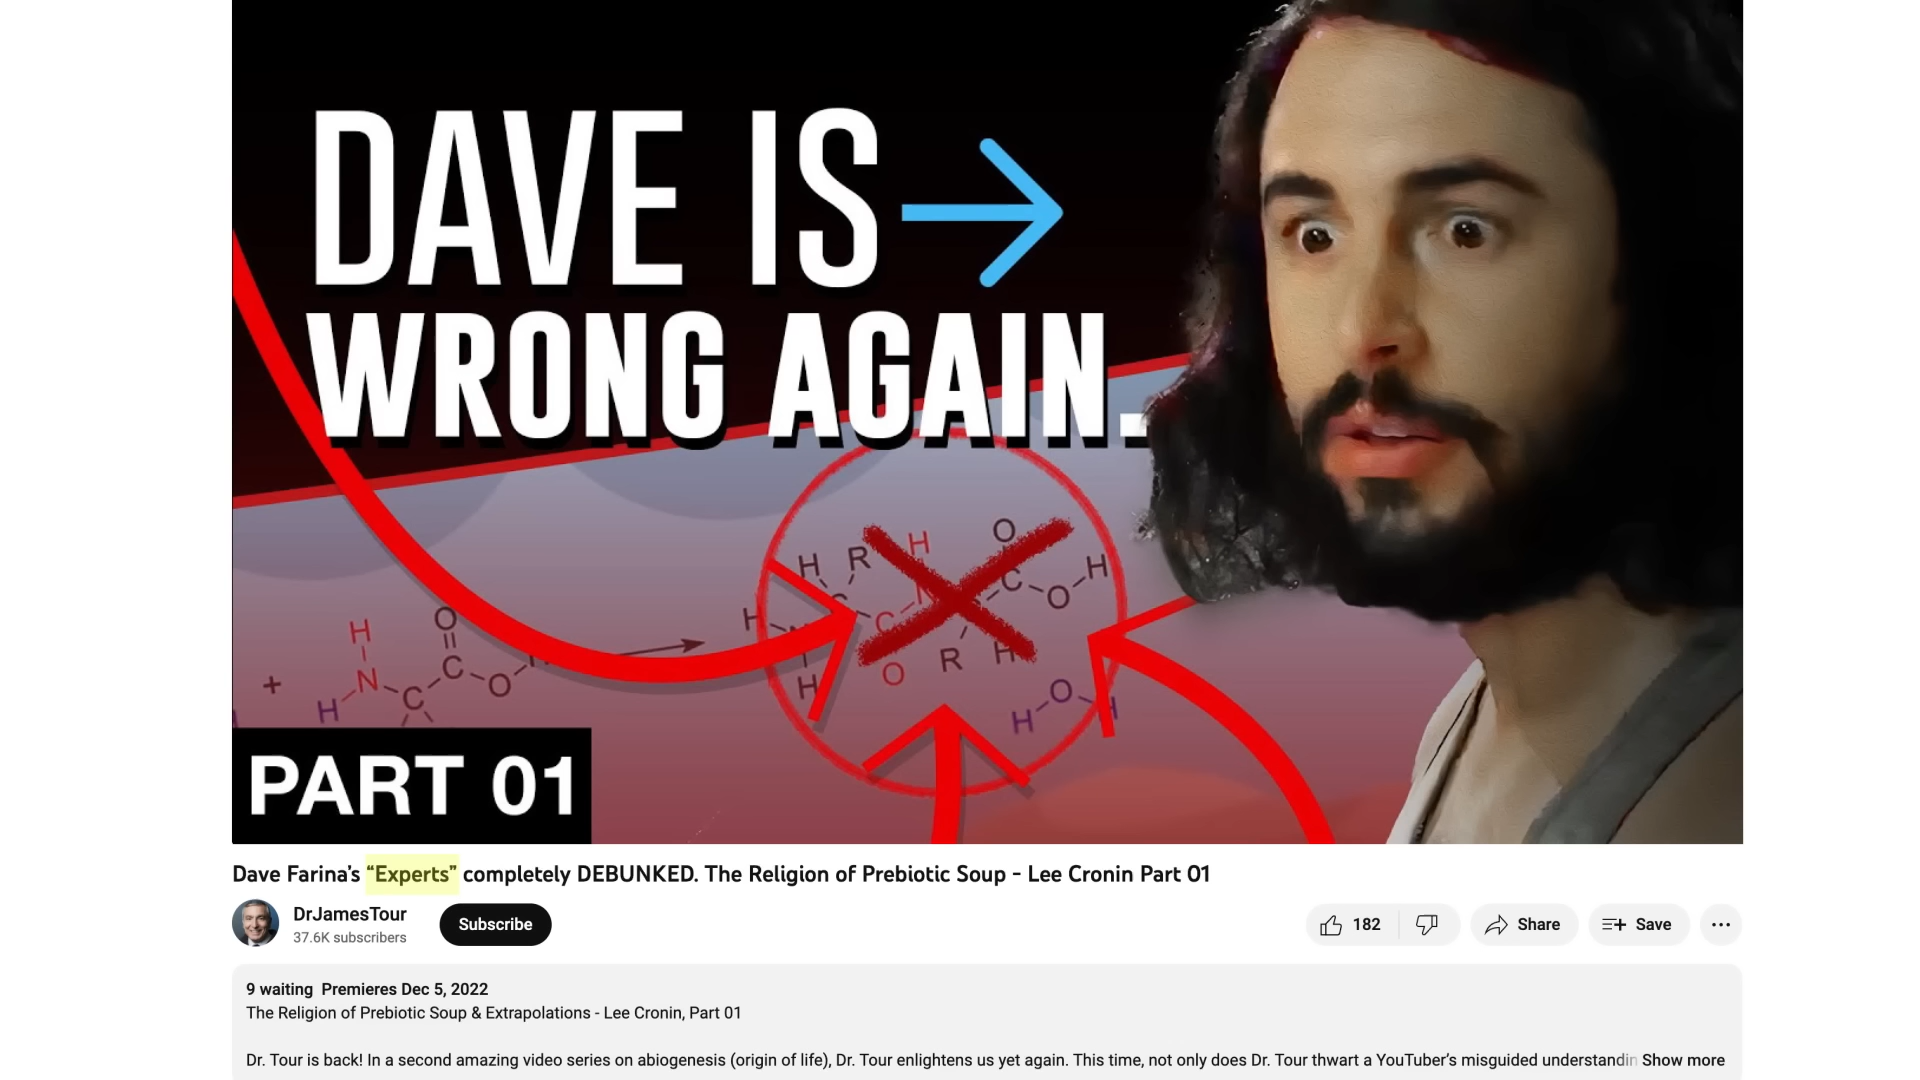 DAVE IS
WRONG AGAIN.
H R H O
C C O H
H N C N
O R H
H
H O H
H O
N C C O
H
+
PART 01
Dave Farina's “Experts” completely DEBUNKED. The Religion of Prebiotic Soup - Lee Cronin Part 01
DrJamesTour
37.6K subscribers
Subscribe
182
Share
Save
9 waiting Premieres Dec 5, 2022
The Religion of Prebiotic Soup & Extrapolations - Lee Cronin, Part 01
Dr. Tour is back! In a second amazing video series on abiogenesis (origin of life), Dr. Tour enlightens us yet again. This time, not only does Dr. Tour thwart a YouTuber’s misguided understandin Show more